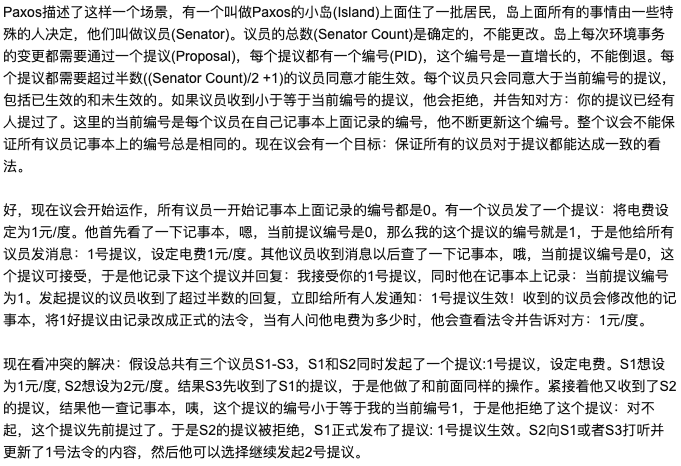 Paxos描述了这样一个场景，有一个叫做Paxos的小岛(Island)上面住了一批居民，岛上面所有的事情由一些特
殊的人决定，他们叫做议员(Senator)。议员的总数(Senator Count)是确定的，不能更改。岛上每次环境事务
的变更都需要通过一个提议(Proposal)，每个提议都有一个编号(PID)，这个编号是一直增长的，不能倒退。每
个提议都需要超过半数((Senator Count)/2 +1)的议员同意才能生效。每个议员只会同意大于当前编号的提议，
包括已生效的和未生效的。如果议员收到小于等于当前编号的提议，他会拒绝，并告知对方：你的提议已经有
人提过了。这里的当前编号是每个议员在自己记事本上面记录的编号，他不断更新这个编号。整个议会不能保
证所有议员记事本上的编号总是相同的。现在议会有一个目标：保证所有的议员对于提议都能达成一致的看
法。
好，现在议会开始运作，所有议员一开始记事本上面记录的编号都是0。有一个议员发了一个提议：将电费设
定为1元/度。他首先看了一下记事本，嗯，当前提议编号是0，那么我的这个提议的编号就是1，于是他给所有
议员发消息：1号提议，设定电费1元/度。其他议员收到消息以后查了一下记事本，哦，当前提议编号是0，这
个提议可接受，于是他记录下这个提议并回复：我接受你的1号提议，同时他在记事本上记录：当前提议编号
为1。发起提议的议员收到了超过半数的回复，立即给所有人发通知：1号提议生效！收到的议员会修改他的记
事本，将1好提议由记录改成正式的法令，当有人问他电费为多少时，他会查看法令并告诉对方：1元/度。
现在看冲突的解决：假设总共有三个议员S1-S3，S1和S2同时发起了一个提议:1号提议，设定电费。S1想设
为1元/度, S2想设为2元/度。结果S3先收到了S1的提议，于是他做了和前面同样的操作。紧接着他又收到了S2
的提议，结果他一查记事本，咦，这个提议的编号小于等于我的当前编号1，于是他拒绝了这个提议：对不
起，这个提议先前提过了。于是S2的提议被拒绝，S1正式发布了提议: 1号提议生效。S2向S1或者S3打听并
更新了1号法令的内容，然后他可以选择继续发起2号提议。